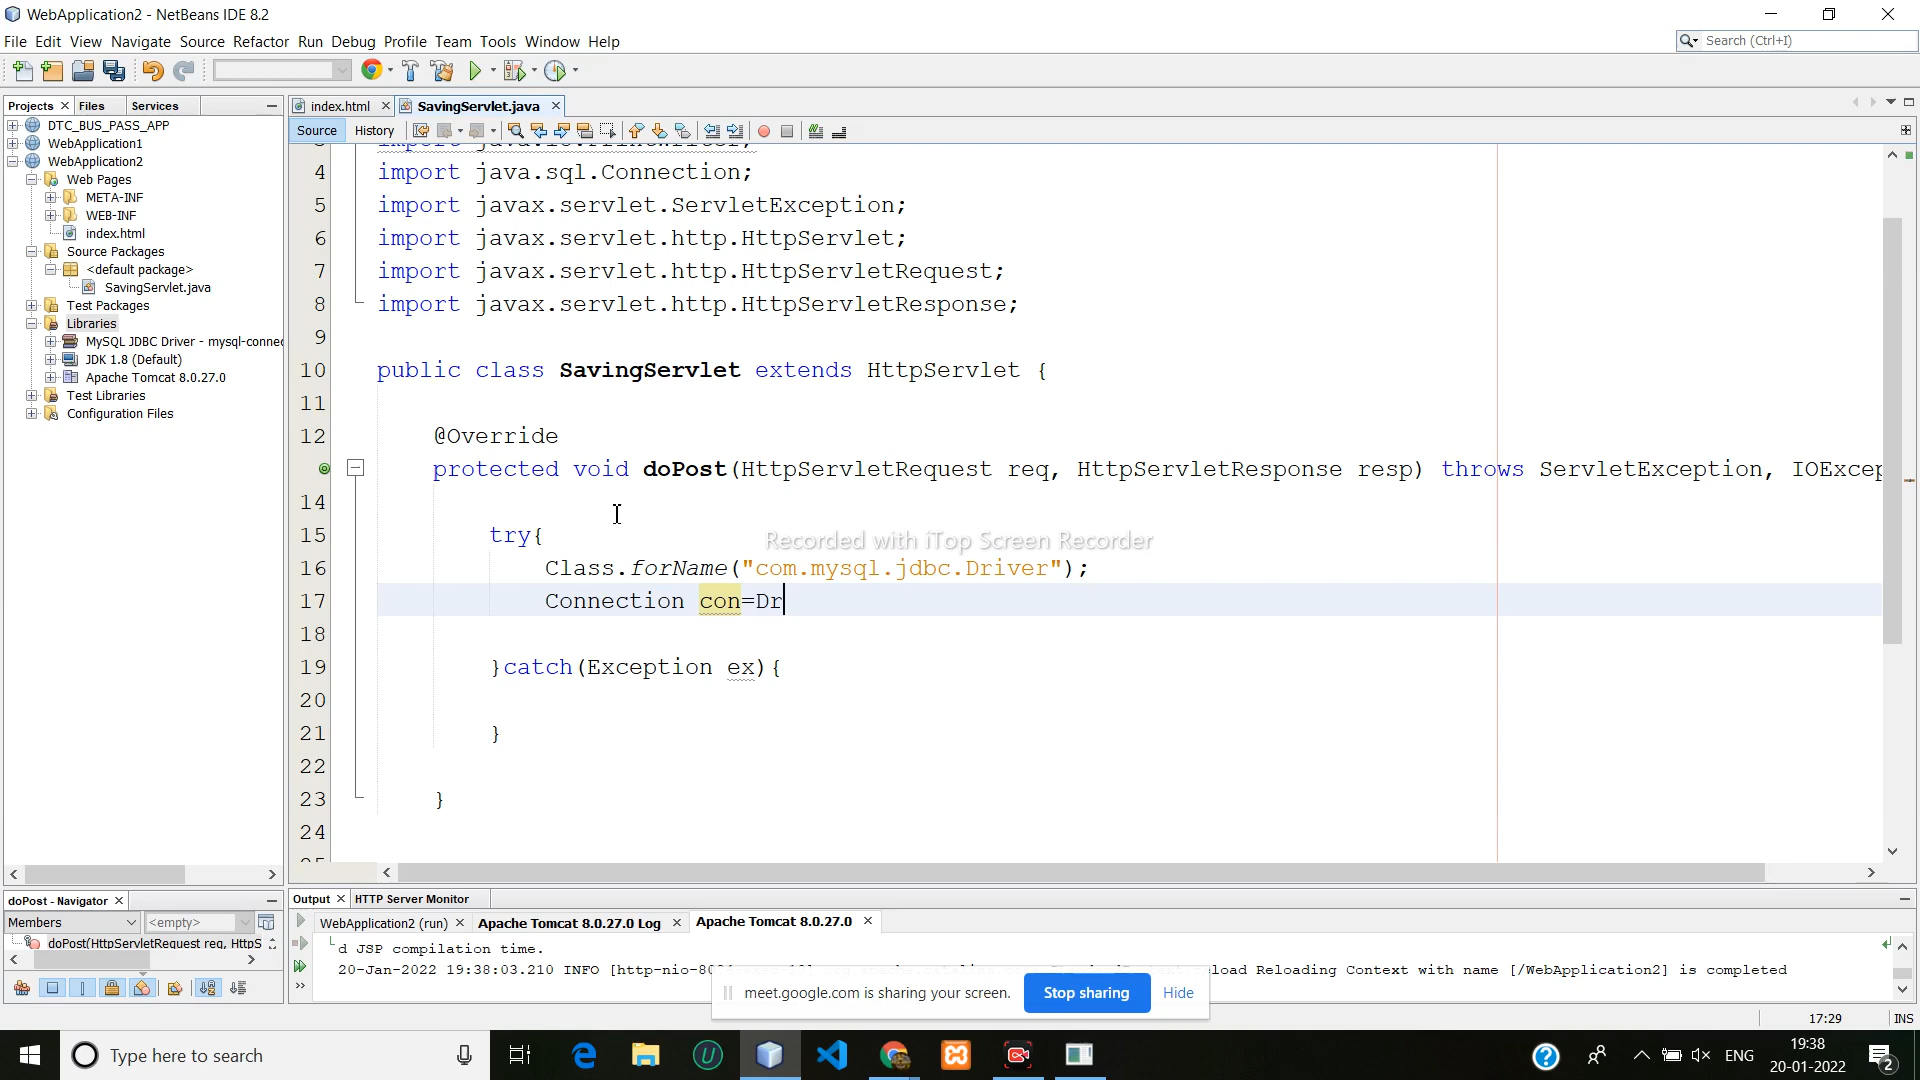 WebApplication2 - NetBeans IDE 8.2
File Edit View Navigate Source Refactor Run Debug Profile Team Tools Window Help
Search (Ctrl+I)
Projects Files Services
DTC_BUS_PASS_APP
WebApplication1
WebApplication2
Web Pages
META-INF
WEB-INF
index.html
Source Packages
<default package>
SavingServlet.java
Test Packages
Libraries
MySQL JDBC Driver - mysql-connec
JDK 1.8 (Default)
Apache Tomcat 8.0.27.0
Test Libraries
Configuration Files
index.html SavingServlet.java
Source History
4 import java.sql.Connection;
5 import javax.servlet.ServletException;
6 import javax.servlet.http.HttpServlet;
7 import javax.servlet.http.HttpServletRequest;
8 import javax.servlet.http.HttpServletResponse;
9
10 public class SavingServlet extends HttpServlet {
11
12 @Override
protected void doPost(HttpServletRequest req, HttpServletResponse resp) throws ServletException, IOExcep
14
15 try{
16 Class.forName("com.mysql.jdbc.Driver");
17 Connection con=Dr
18
19 }catch(Exception ex){
20
21 }
22
23 }
24
Recorded with iTop Screen Recorder
doPost - Navigator
Members <empty>
doPost(HttpServletRequest req, HttpS
Output HTTP Server Monitor
WebApplication2 (run) Apache Tomcat 8.0.27.0 Log Apache Tomcat 8.0.27.0
d JSP compilation time.
20-Jan-2022 19:38:03.210 INFO Reloading Context with name [/WebApplication2] is completed
meet.google.com is sharing your screen. Stop sharing Hide
17:29 INS
Type here to search
ENG
19:38
20-01-2022
2